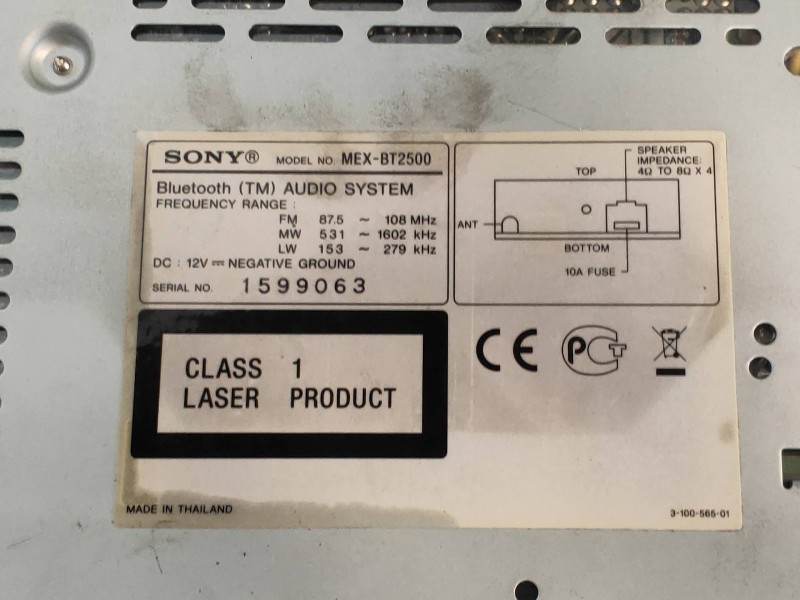 SONY® MODEL NO. MEX-BT2500
Bluetooth (TM) AUDIO SYSTEM
FREQUENCY RANGE :
FM 87.5 ~ 108 MHz
MW 531 ~ 1602 kHz
LW 153 ~ 279 kHz
DC : 12V ⎓ NEGATIVE GROUND
SERIAL NO. 1599063
SPEAKER
IMPEDANCE:
4Ω TO 8Ω X 4
TOP
ANT
BOTTOM
10A FUSE
CLASS 1
LASER PRODUCT
CE PCT
MADE IN THAILAND
3-100-565-01